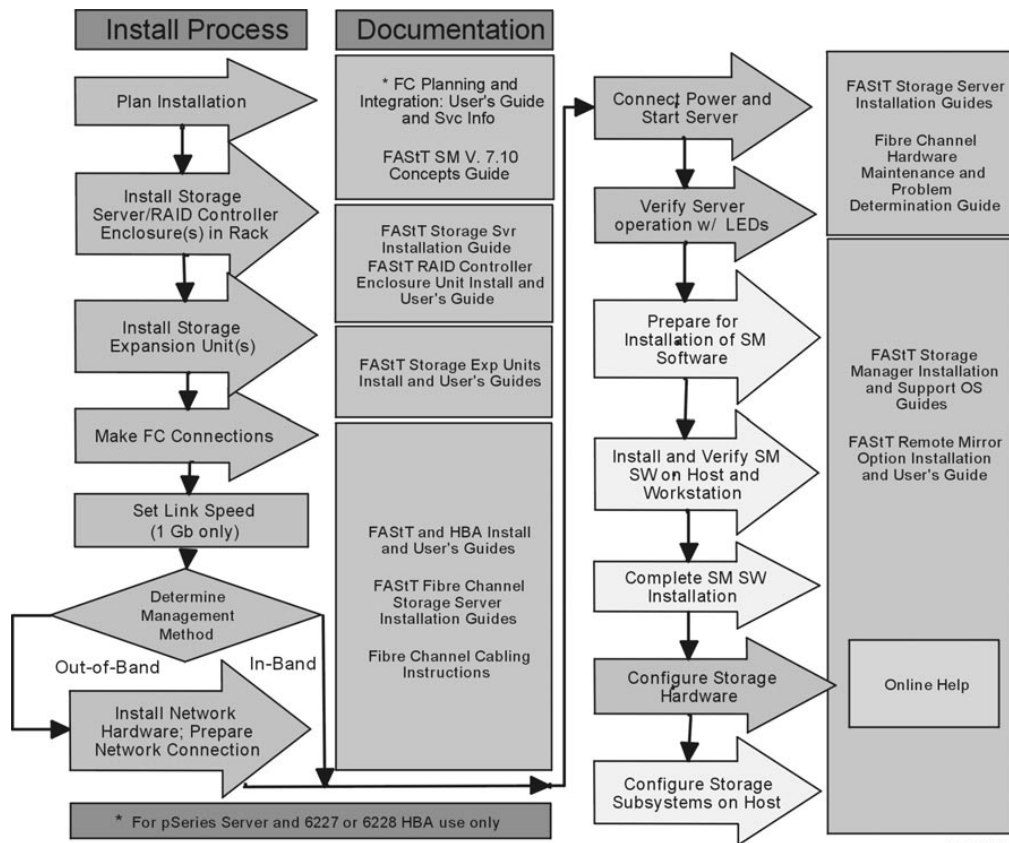 Install Process
Documentation
Plan Installation
Install Storage
Server/RAID Controller
Enclosure(s) in Rack
Install Storage
Expansion Unit(s)
Make FC Connections
Set Link Speed
(1 Gb only)
Determine
Management
Method
Out-of-Band
In-Band
Install Network
Hardware; Prepare
Network Connection
* FC Planning and
Integration: User's Guide
and Svc Info
FAStT SM V. 7.10
Concepts Guide
FAStT Storage Svr
Installation Guide
FAStT RAID Controller
Enclosure Unit Install and
User's Guide
FAStT Storage Exp Units
Install and User's Guides
FAStT and HBA Install
and User's Guides
FAStT Fibre Channel
Storage Server
Installation Guides
Fibre Channel Cabling
Instructions
* For pSeries Server and 6227 or 6228 HBA use only
Connect Power and
Start Server
Verify Server
operation w/ LEDs
Prepare for
Installation of SM
Software
Install and Verify SM
SW on Host and
Workstation
Complete SM SW
Installation
Configure Storage
Hardware
Configure Storage
Subsystems on Host
FAStT Storage Server
Installation Guides
Fibre Channel
Hardware
Maintenance and
Problem
Determination Guide
FAStT Storage
Manager Installation
and Support OS
Guides
FAStT Remote Mirror
Option Installation
and User's Guide
Online Help